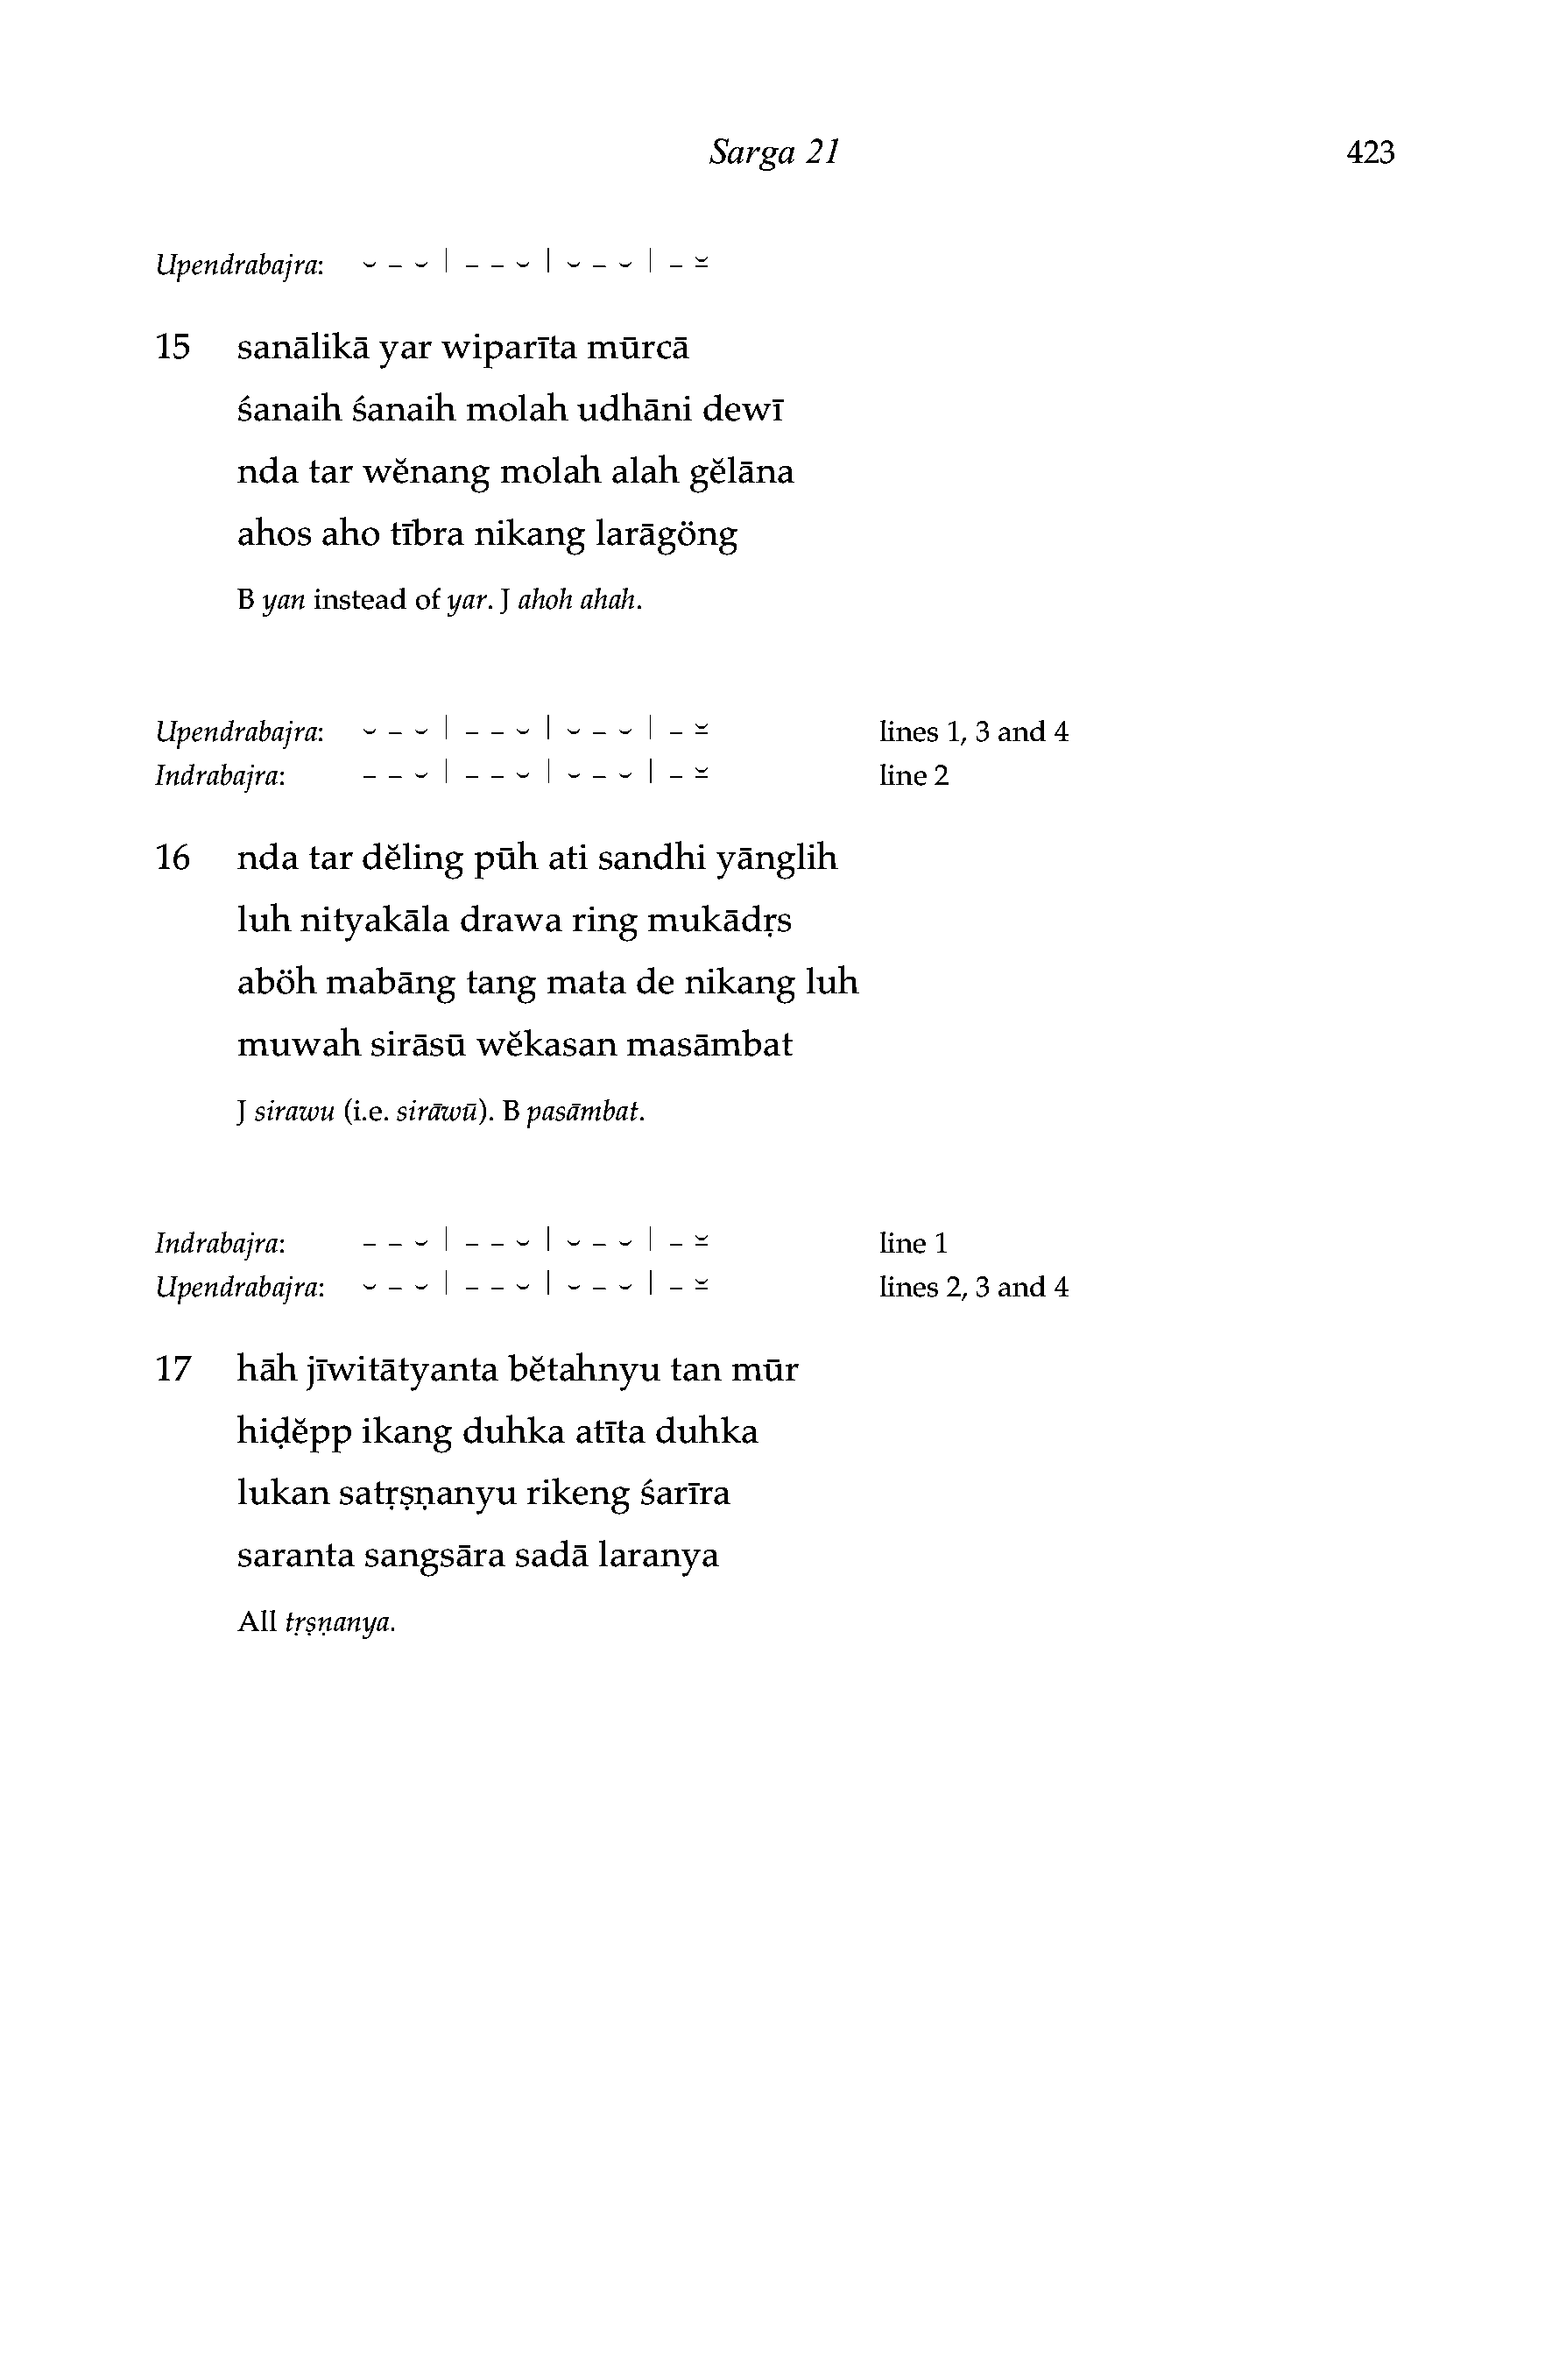 Sarga 21 423
Upendrabajra: ⏑ – ⏑ | – – ⏑ | ⏑ – ⏑ | – ⏓
15 sanālikā yar wiparīta mūrcā
śanaih śanaih molah udhāni dewī
nda tar wĕnang molah alah gĕlāna
ahos aho tībra nikang larāgöng
B yan instead of yar. J ahoh ahah.
Upendrabajra: ⏑ – ⏑ | – – ⏑ | ⏑ – ⏑ | – ⏓ lines 1, 3 and 4
Indrabajra: – – ⏑ | – – ⏑ | ⏑ – ⏑ | – ⏓ line 2
16 nda tar dĕling pūh ati sandhi yānglih
luh nityakāla drawa ring mukādṛs
aböh mabāng tang mata de nikang luh
muwah sirāsū wĕkasan masāmbat
J sirawu (i.e. sirāwū). B pasāmbat.
Indrabajra: – – ⏑ | – – ⏑ | ⏑ – ⏑ | – ⏓ line 1
Upendrabajra: ⏑ – ⏑ | – – ⏑ | ⏑ – ⏑ | – ⏓ lines 2, 3 and 4
17 hāh jīwitātyanta bĕtahnyu tan mūr
hiḍĕpp ikang duhka atīta duhka
lukan satṛṣṇanyu rikeng śarīra
saranta sangsāra sadā laranya
All tṛṣṇanya.